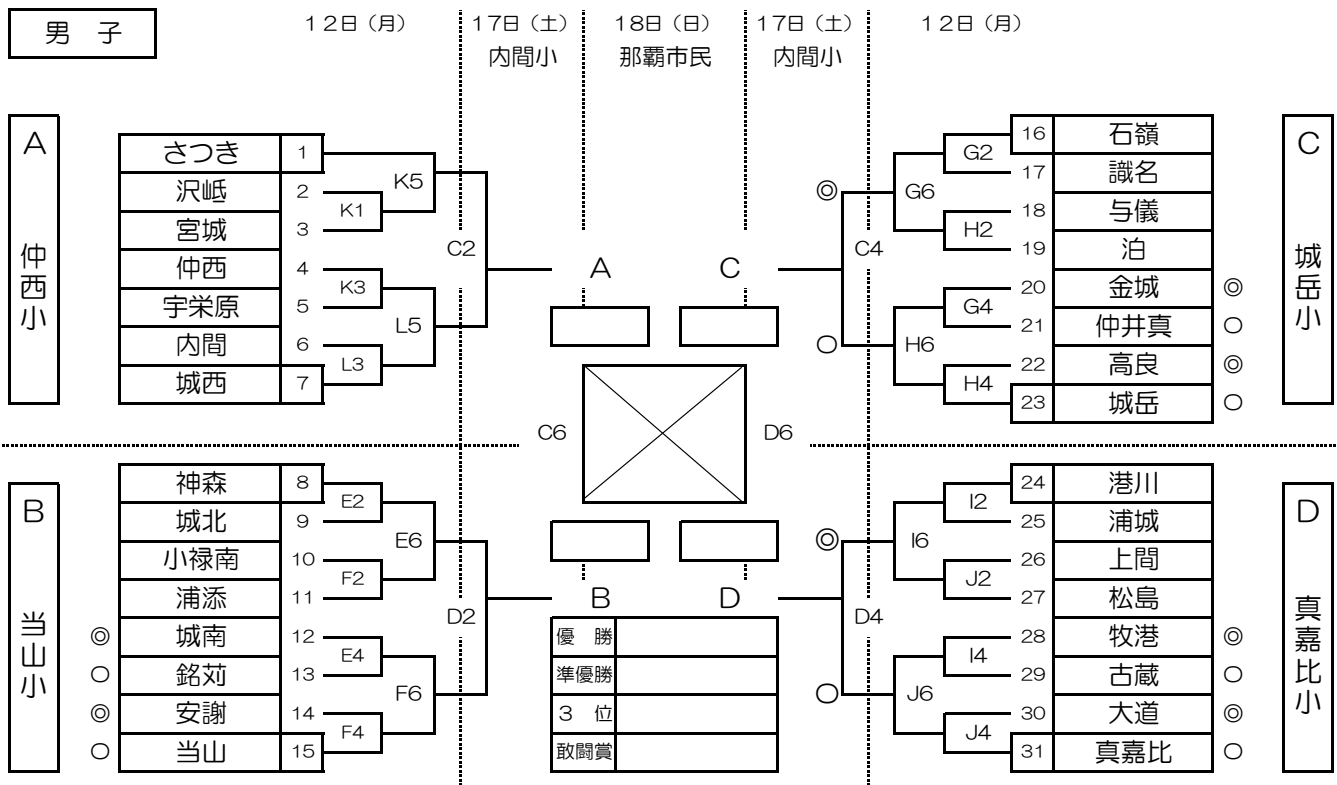 男 子
12日（月）
17日（土）
18日（日）
17日（土）
12日（月）
内間小
那覇市民
内間小
A 仲西小
さつき 1
沢岻 2
宮城 3
仲西 4
宇栄原 5
内間 6
城西 7
K1
K3
L3
K5
L5
C2
A
C
◎
○
C4
G2
H2
G4
H4
G6
H6
16 石嶺
17 識名
18 与儀
19 泊
20 金城 ◎
21 仲井真 ○
22 高良 ◎
23 城岳 ○
C 城岳小
C6
D6
B 当山小
神森 8
城北 9
小禄南 10
浦添 11
◎ 城南 12
○ 銘苅 13
◎ 安謝 14
○ 当山 15
E2
F2
E4
F4
E6
F6
D2
B
D
優 勝
準優勝
3 位
敢闘賞
◎
○
D4
I2
J2
I4
J4
I6
J6
24 港川
25 浦城
26 上間
27 松島
28 牧港 ◎
29 古蔵 ○
30 大道 ◎
31 真嘉比 ○
D 真嘉比小